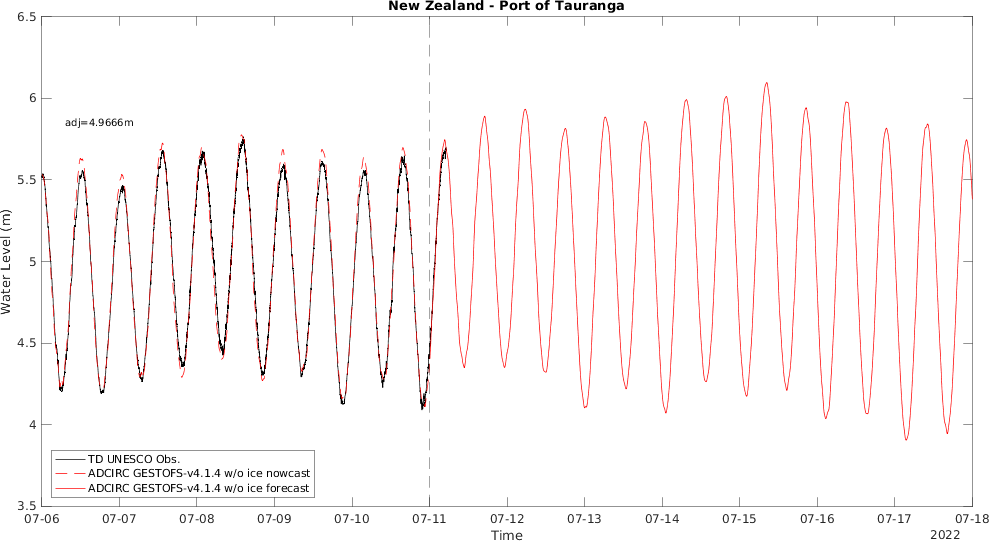 New Zealand - Port of Tauranga
6.5
6
5.5
5
4.5
4
3.5
Water Level (m)
adj=4.9666m
TD UNESCO Obs.
ADCIRC GESTOFS-v4.1.4 w/o ice nowcast
ADCIRC GESTOFS-v4.1.4 w/o ice forecast
07-06 07-07 07-08 07-09 07-10 07-11 07-12 07-13 07-14 07-15 07-16 07-17 07-18
Time
2022